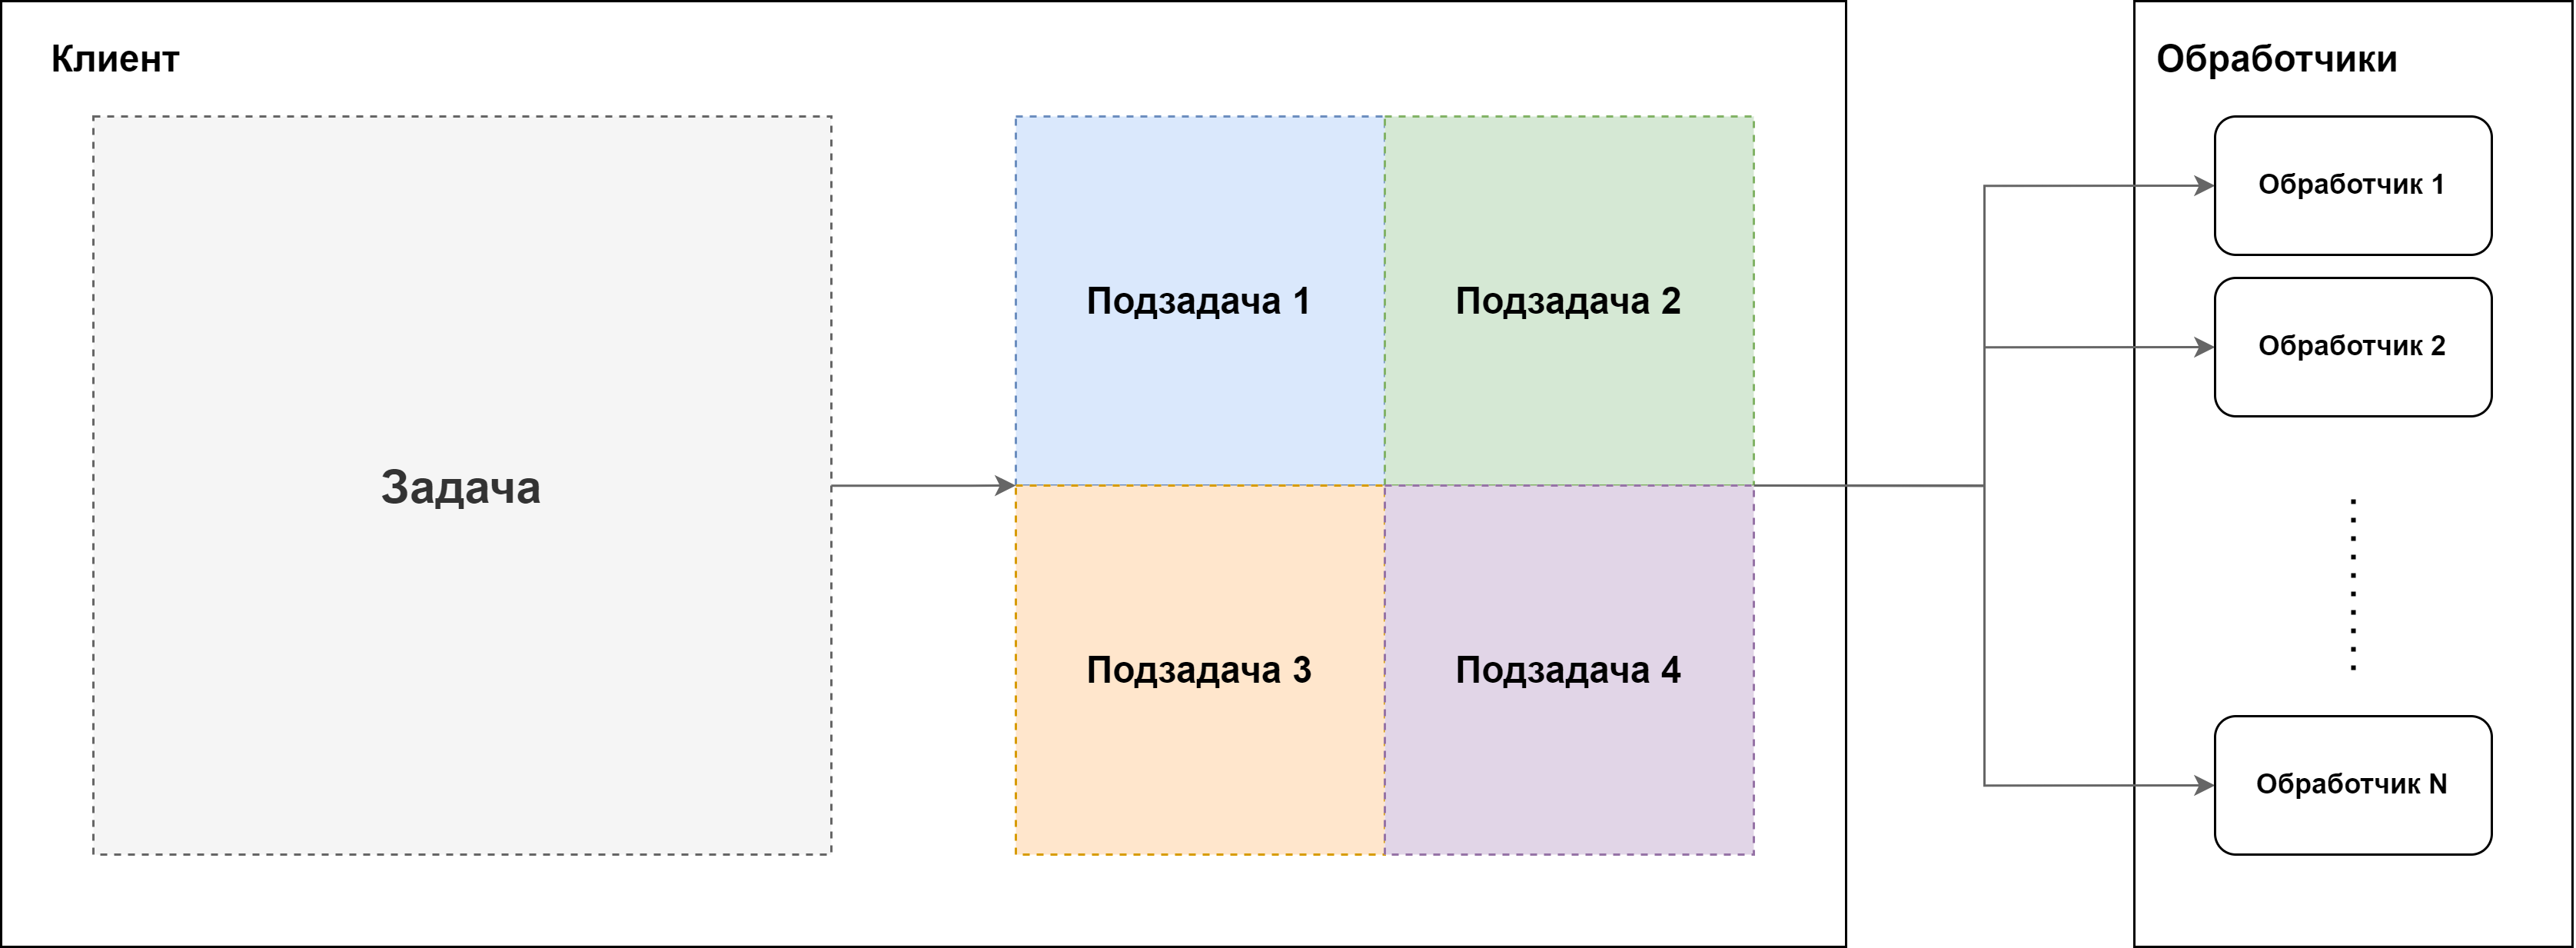 Клиент
Задача
Подзадача 1
Подзадача 2
Подзадача 3
Подзадача 4
Обработчики
Обработчик 1
Обработчик 2
Обработчик N